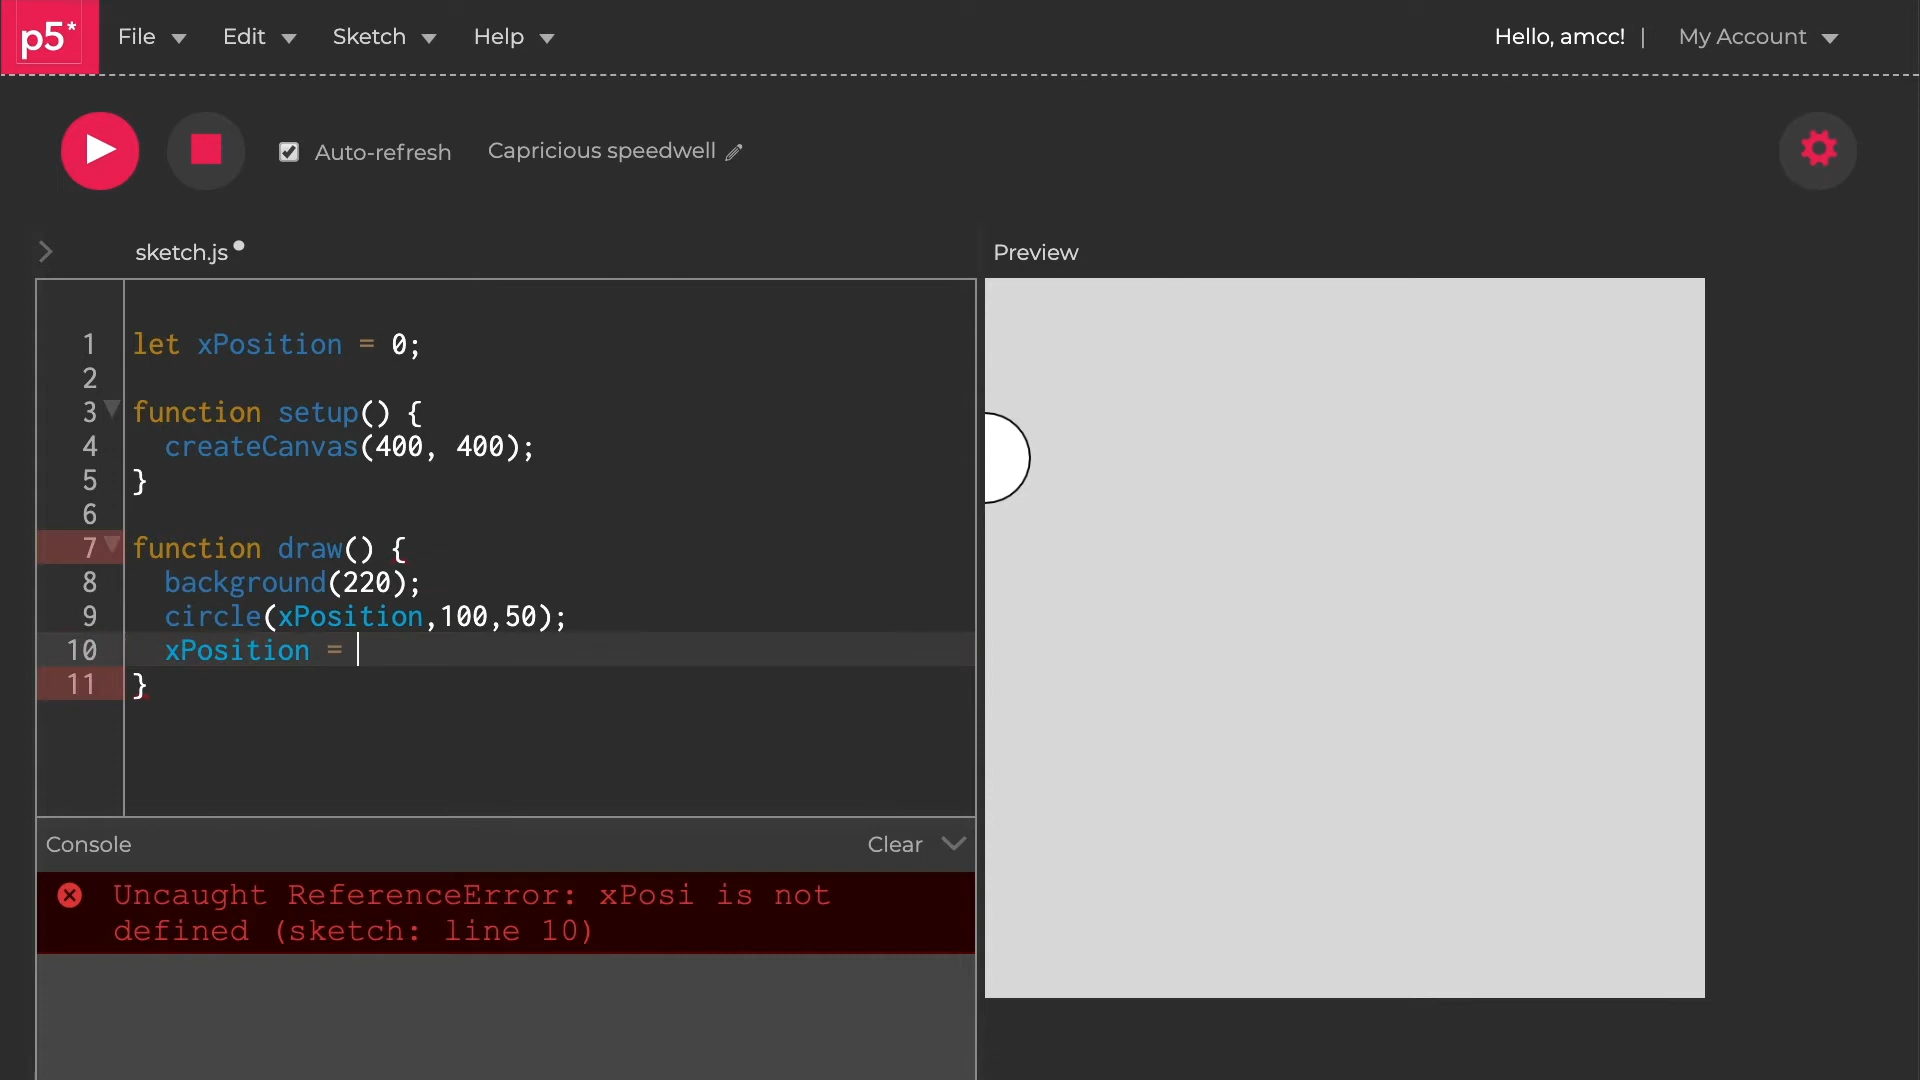 p5* File Edit Sketch Help Hello, amcc! | My Account
Auto-refresh Capricious speedwell
sketch.js Preview
1 let xPosition = 0;
2
3 function setup() {
4 createCanvas(400, 400);
5 }
6
7 function draw() {
8 background(220);
9 circle(xPosition,100,50);
10 xPosition =
11 }
Console Clear
Uncaught ReferenceError: xPosi is not
defined (sketch: line 10)